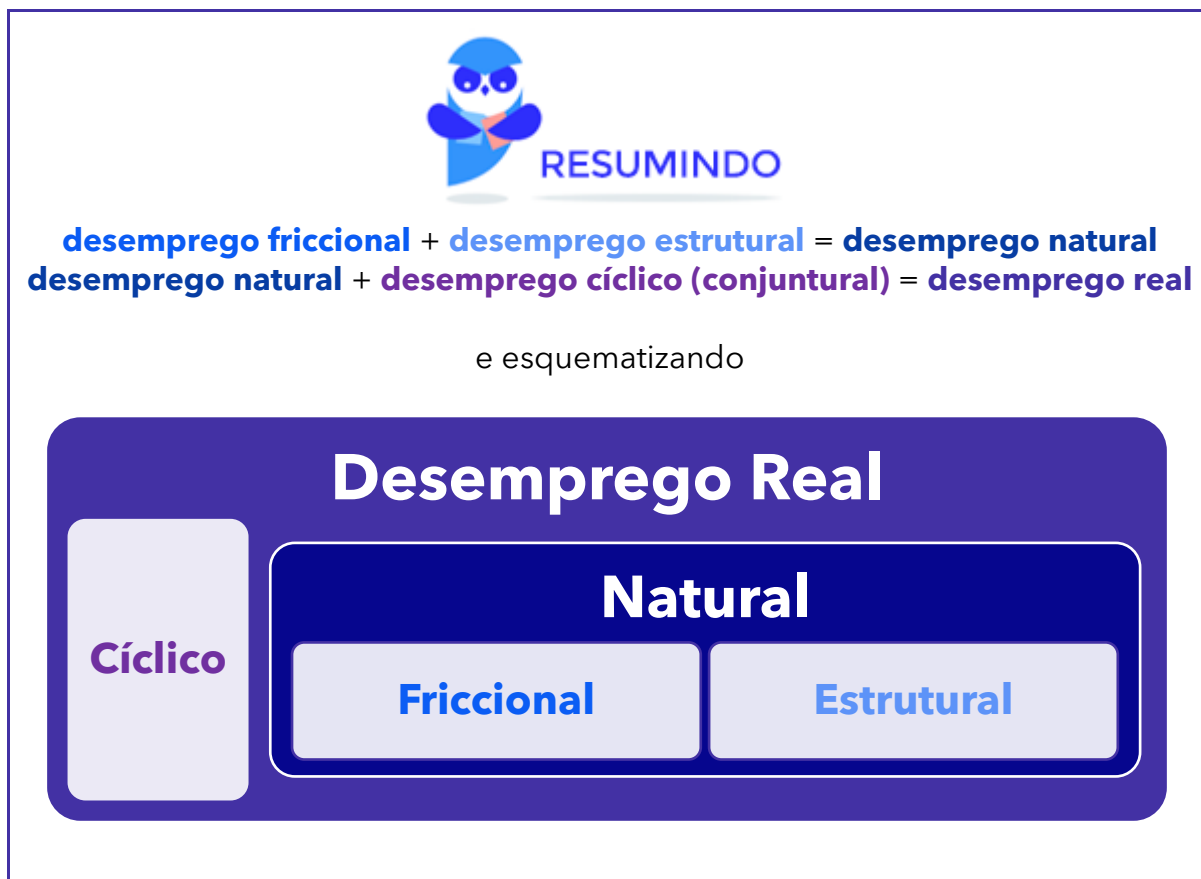 RESUMINDO
desemprego friccional + desemprego estrutural = desemprego natural
desemprego natural + desemprego cíclico (conjuntural) = desemprego real
e esquematizando
Desemprego Real
Natural
Cíclico
Friccional
Estrutural